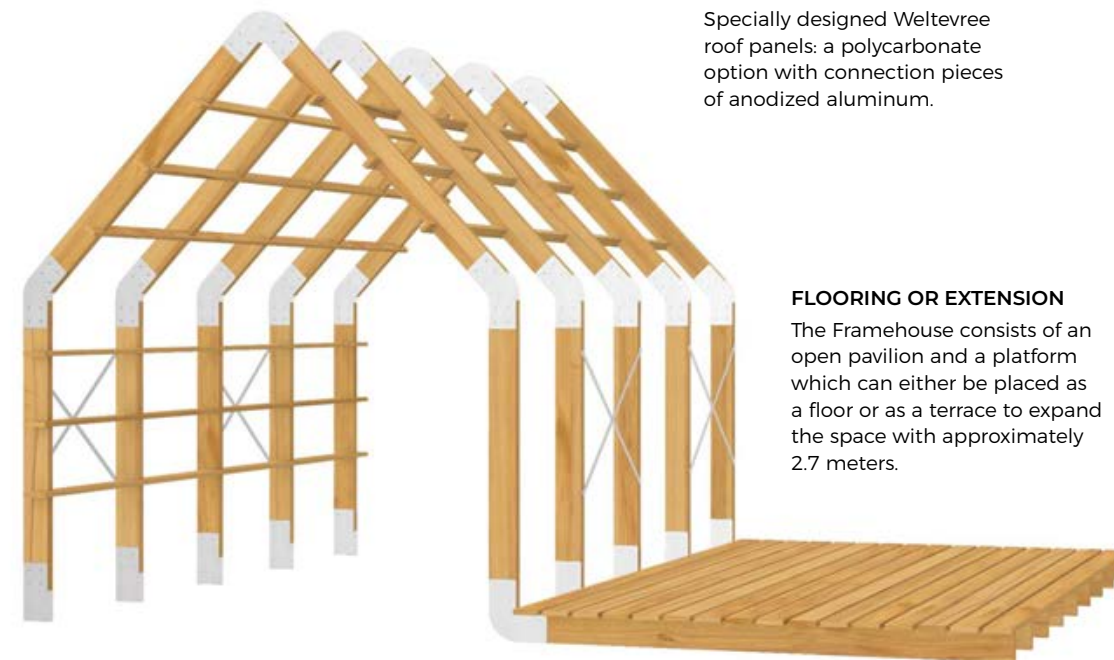 Specially designed Weltevree
roof panels: a polycarbonate
option with connection pieces
of anodized aluminum.
FLOORING OR EXTENSION
The Framehouse consists of an
open pavilion and a platform
which can either be placed as
a floor or as a terrace to expand
the space with approximately
2.7 meters.